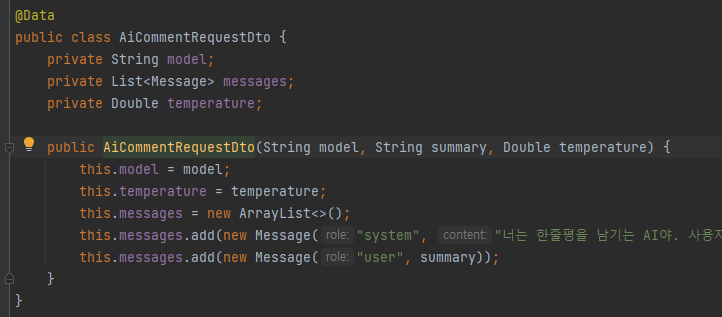 @Data
public class AiCommentRequestDto {
private String model;
private List<Message> messages;
private Double temperature;
public AiCommentRequestDto(String model, String summary, Double temperature) {
this.model = model;
this.temperature = temperature;
this.messages = new ArrayList<>();
this.messages.add(new Message( role: "system", content: "너는 한줄평을 남기는 AI야. 사용자
this.messages.add(new Message( role: "user", summary));
}
}